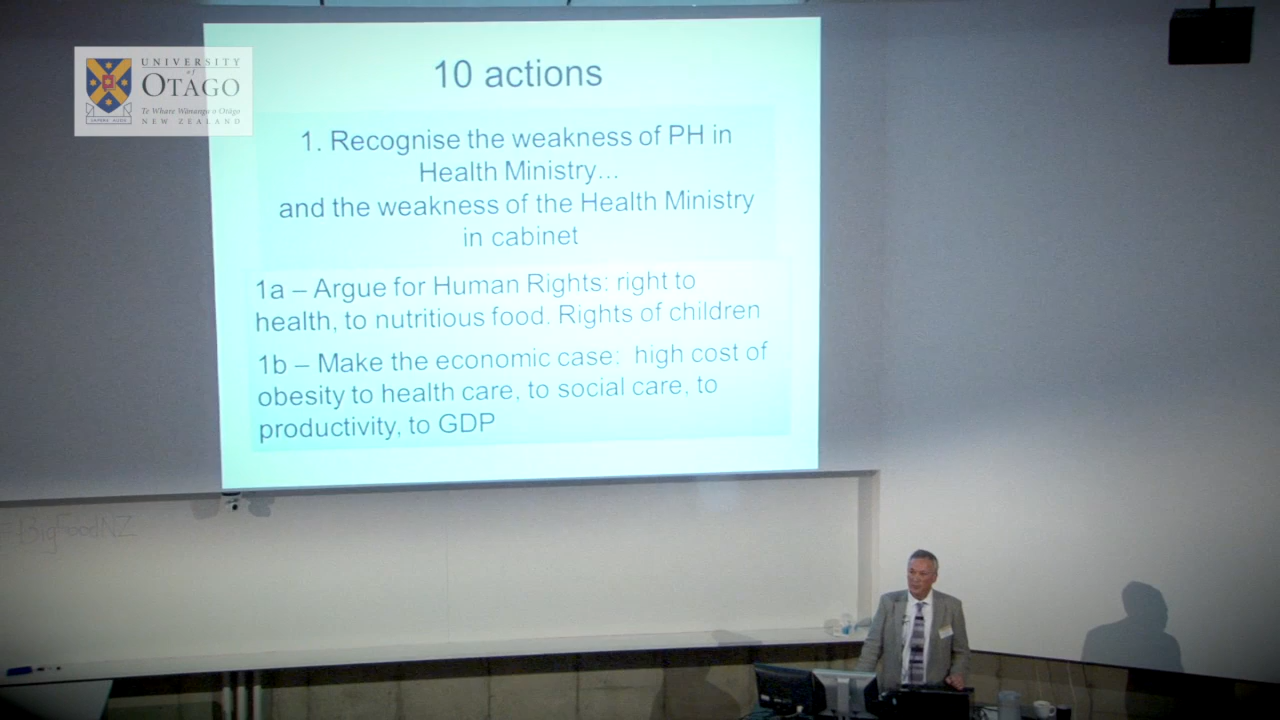 UNIVERSITY
of
OTAGO
Te Whare Wānanga o Otāgo
NEW ZEALAND
SAPERE AUDE
10 actions
1. Recognise the weakness of PH in
Health Ministry...
and the weakness of the Health Ministry
in cabinet
1a – Argue for Human Rights: right to
health, to nutritious food. Rights of children
1b – Make the economic case:  high cost of
obesity to health care, to social care, to
productivity, to GDP
BigFoodNZ